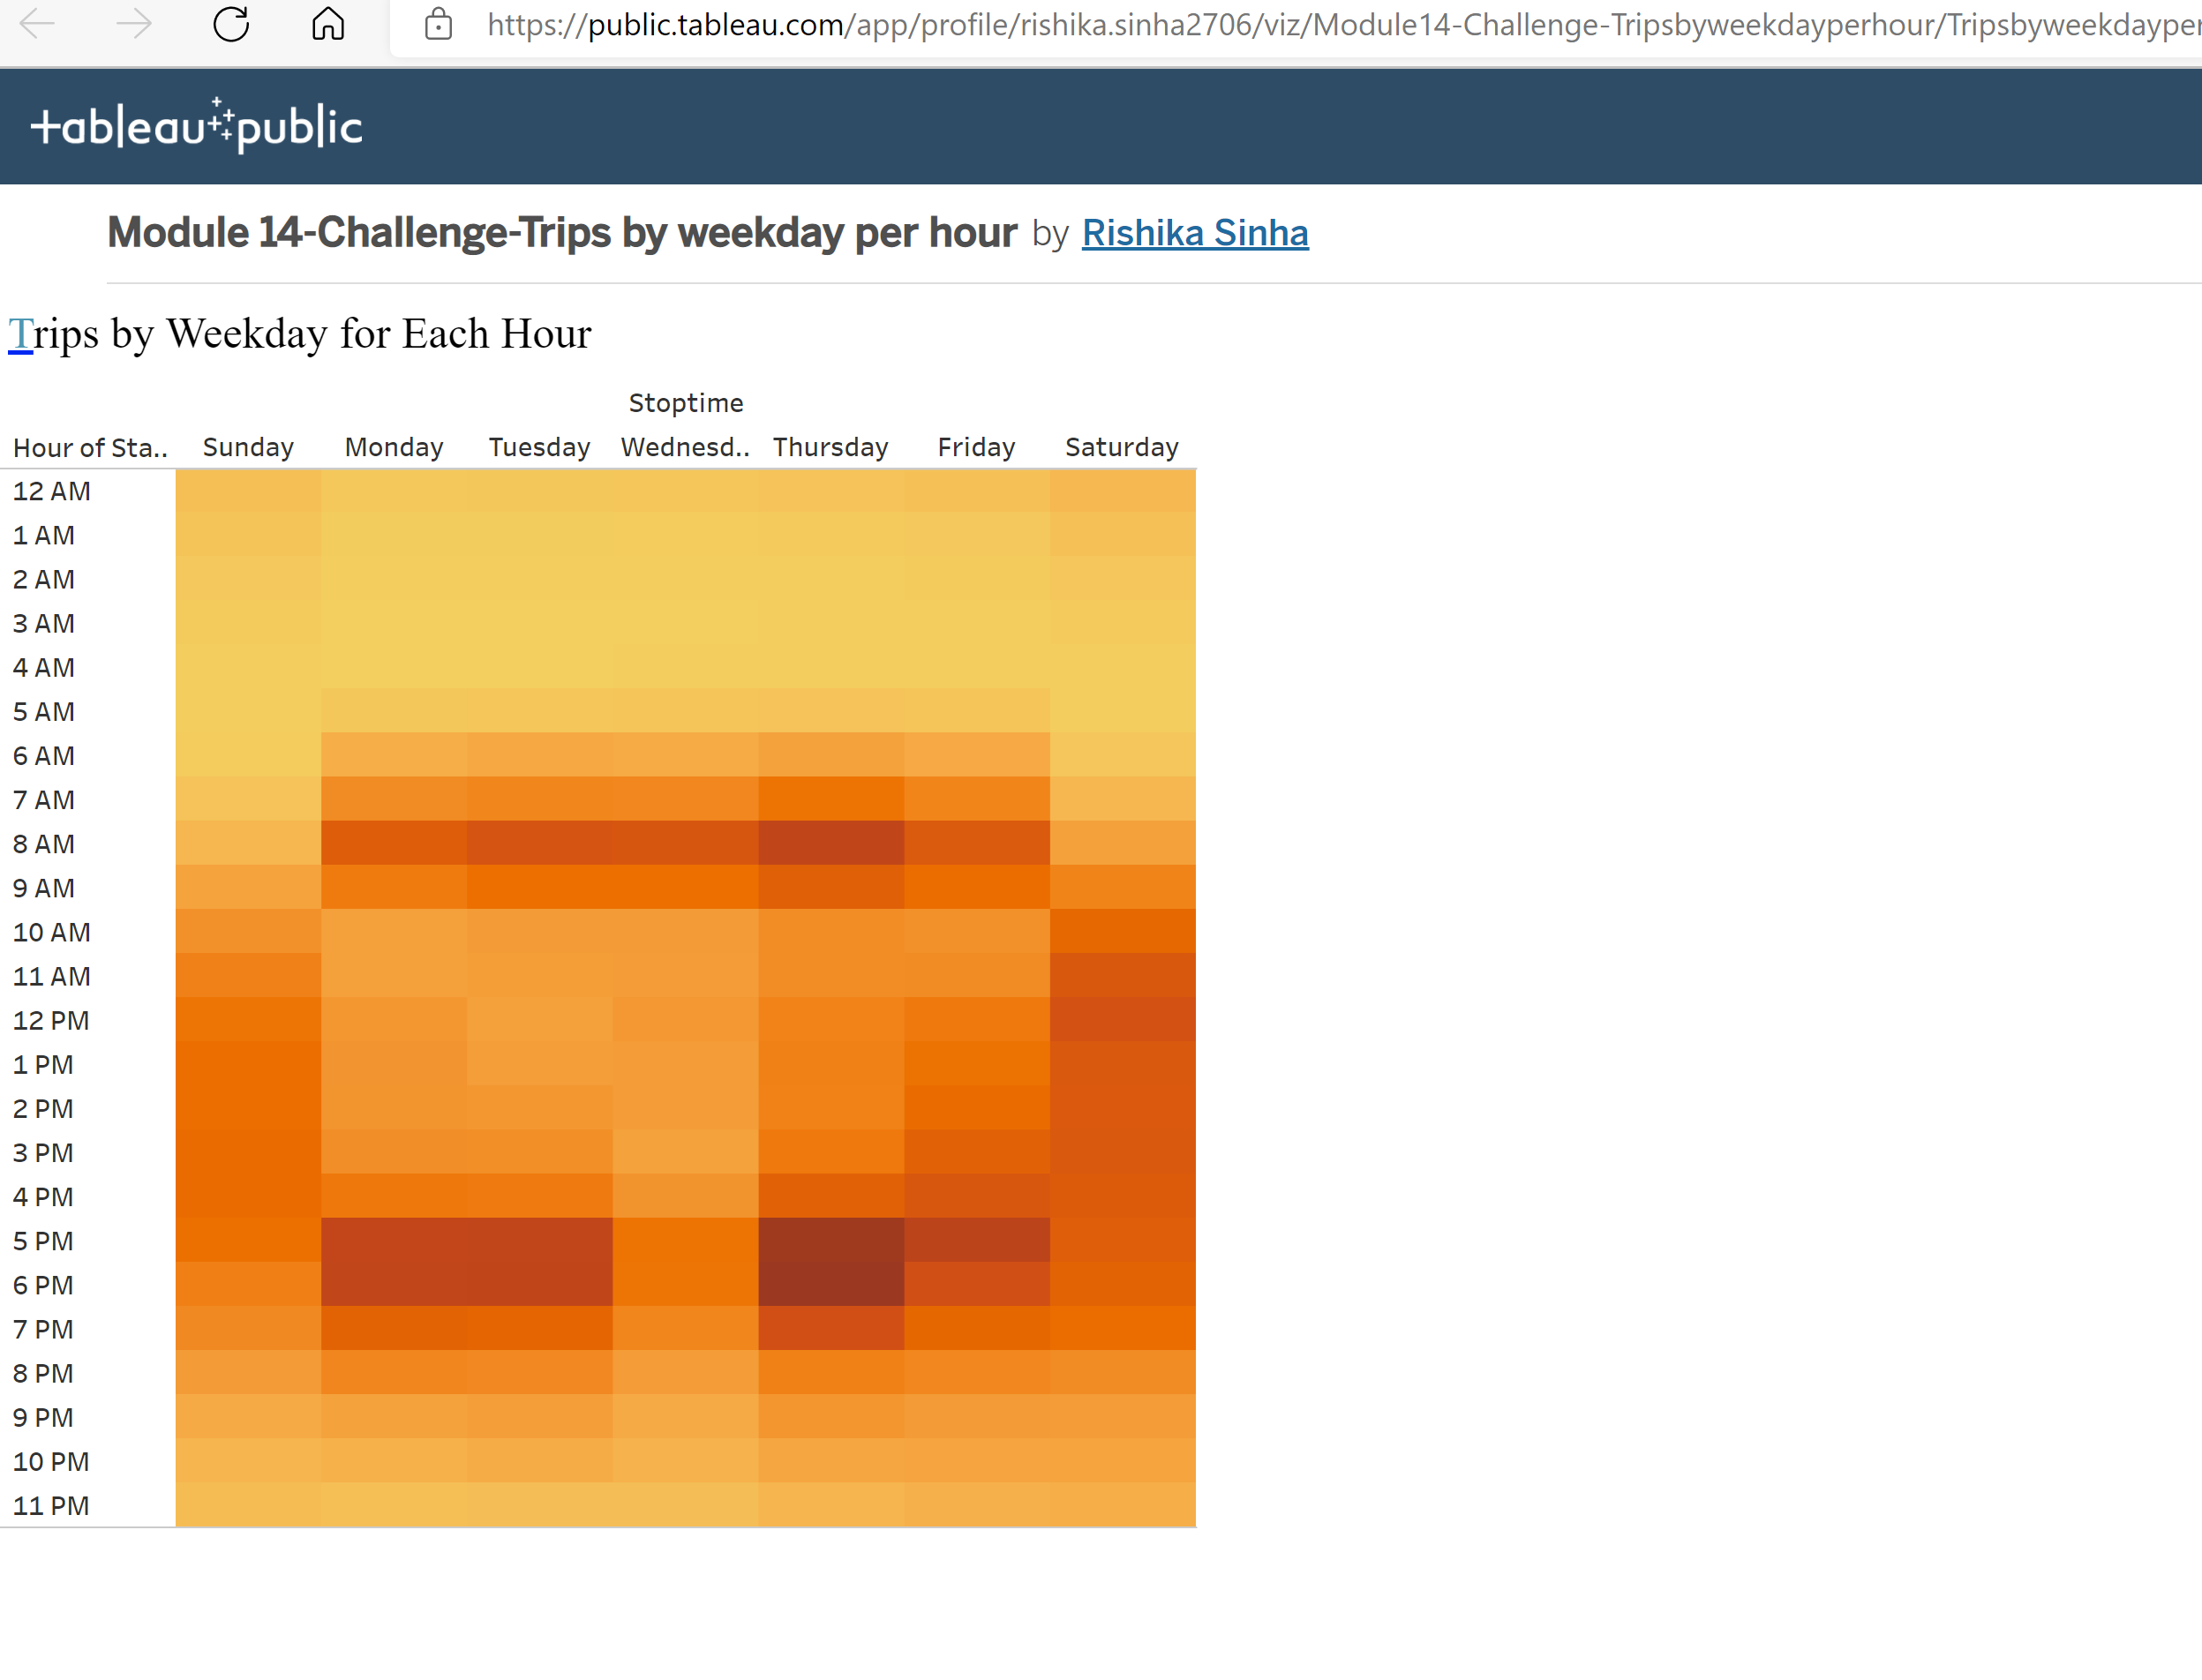 https://public.tableau.com/app/profile/rishika.sinha2706/viz/Module14-Challenge-Tripsbyweekdayperhour/Tripsbyweekdayper
+ableau public
Module 14-Challenge-Trips by weekday per hour by Rishika Sinha
Trips by Weekday for Each Hour
Stoptime
Hour of Sta.. Sunday Monday Tuesday Wednesd.. Thursday Friday Saturday
12 AM
1 AM
2 AM
3 AM
4 AM
5 AM
6 AM
7 AM
8 AM
9 AM
10 AM
11 AM
12 PM
1 PM
2 PM
3 PM
4 PM
5 PM
6 PM
7 PM
8 PM
9 PM
10 PM
11 PM